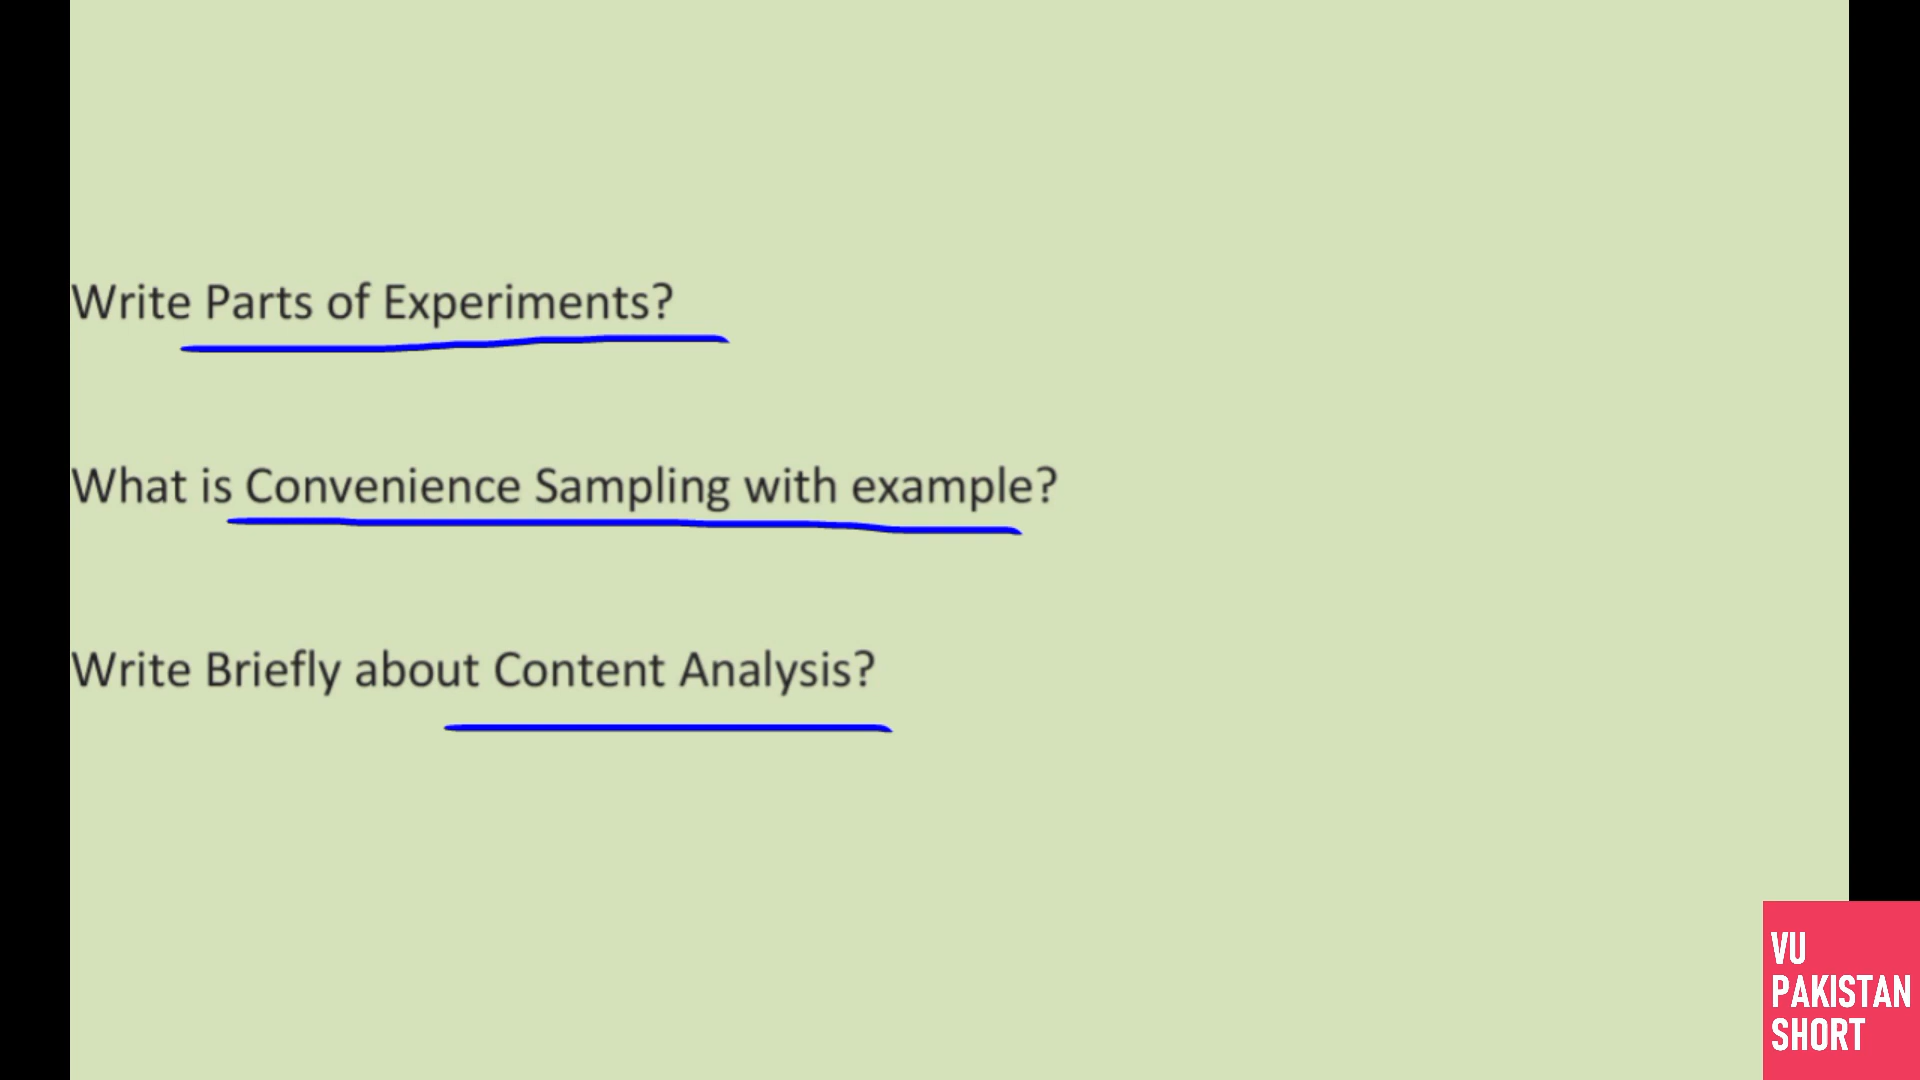 Write Parts of Experiments?
What is Convenience Sampling with example?
Write Briefly about Content Analysis?
VU
PAKISTAN
SHORT